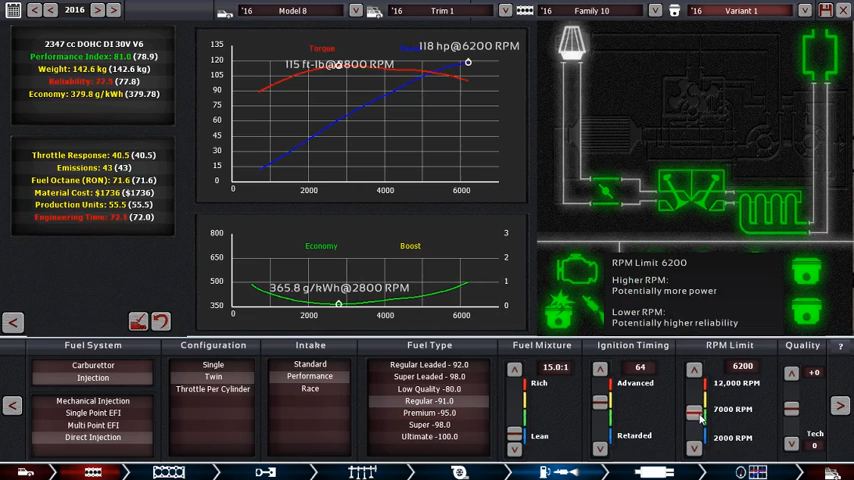 2016
'16
Model 8
'16
Trim 1
'16
Family 10
'16
Variant 1
2347 cc DOHC DI 30V V6
Performance Index: 81.0 (78.9)
Weight: 142.6 kg (142.6 kg)
Reliability: 77.5 (77.8)
Economy: 379.8 g/kWh (379.78)
Throttle Response: 40.5 (40.5)
Emissions: 43 (43)
Fuel Octane (RON): 71.6 (71.6)
Material Cost: $1736 ($1736)
Production Units: 55.5 (55.5)
Engineering Time: 72.1 (72.0)
135
120
105
90
75
60
45
30
15
0
Torque
118 hp@6200 RPM
115 ft-lb@2800 RPM
0
2000
4000
6000
800
650
500
350
Economy
Boost
3
2
1
0
365.8 g/kWh@2800 RPM
0
2000
4000
6000
RPM Limit 6200
Higher RPM:
Potentially more power
Lower RPM:
Potentially higher reliability
Fuel System
Carburettor
Injection
Mechanical Injection
Single Point EFI
Multi Point EFI
Direct Injection
Configuration
Single
Twin
Throttle Per Cylinder
Intake
Standard
Performance
Race
Fuel Type
Regular Leaded - 92.0
Super Leaded - 98.0
Low Quality -80.0
Regular -91.0
Premium -95.0
Super -98.0
Ultimate -100.0
Fuel Mixture
15.0:1
Rich
Lean
Ignition Timing
64
Advanced
Retarded
RPM Limit
6200
12,000 RPM
7000 RPM
2000 RPM
Quality
+0
Tech
0
?